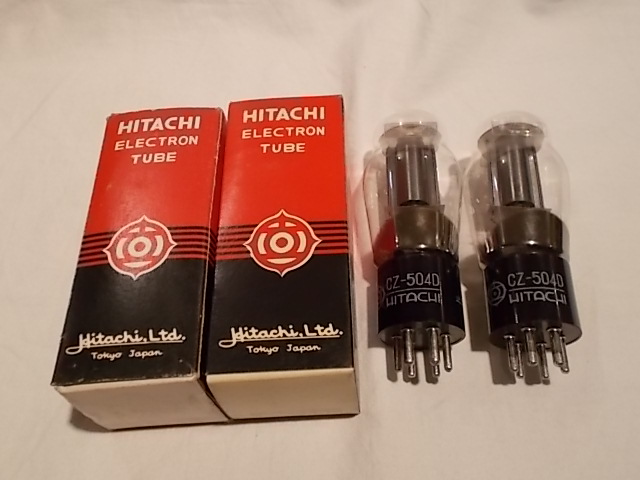 HITACHI
ELECTRON
TUBE
Hitachi, Ltd.
Tokyo Japan
HITACHI
ELECTRON
TUBE
Hitachi, Ltd.
Tokyo Japan
CZ-504D
HITACHI
CZ-504D
HITACHI